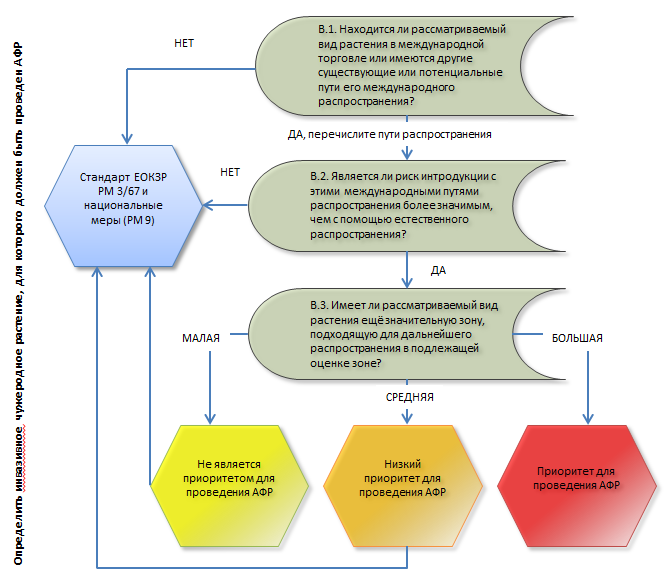 Определить инвазивное чужеродное растение, для которого должен быть проведен АФР
НЕТ
В.1. Находится ли рассматриваемый
вид растения в международной
торговле или имеются другие
существующие или потенциальные
пути его международного
распространения?
ДА, перечислите пути распространения
Стандарт ЕОКЗР
РМ 3/67 и
национальные
меры (РМ 9)
НЕТ
В.2. Является ли риск интродукции с
этими международными путями
распространения более значимым,
чем с помощью естественного
распространения?
ДА
В.3. Имеет ли рассматриваемый вид
растения ещё значительную зону,
подходящую для дальнейшего
распространения в подлежащей
оценке зоне?
МАЛАЯ
БОЛЬШАЯ
СРЕДНЯЯ
Не является
приоритетом для
проведения АФР
Низкий
приоритет для
проведения АФР
Приоритет для
проведения АФР